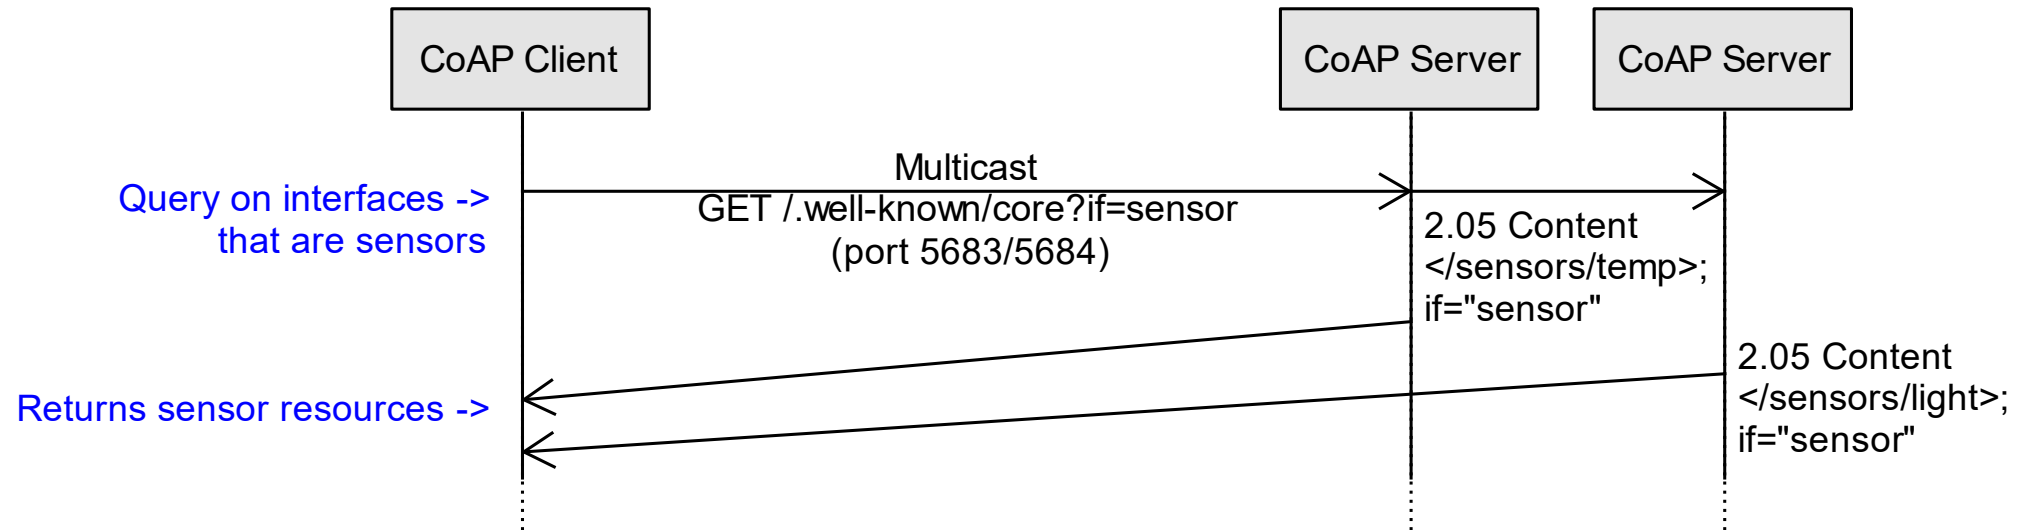 CoAP Client
CoAP Server
CoAP Server
Multicast
GET /.well-known/core?if=sensor
(port 5683/5684)
Query on interfaces ->
that are sensors
2.05 Content
</sensors/temp>;
if="sensor"
2.05 Content
</sensors/light>;
if="sensor"
Returns sensor resources ->